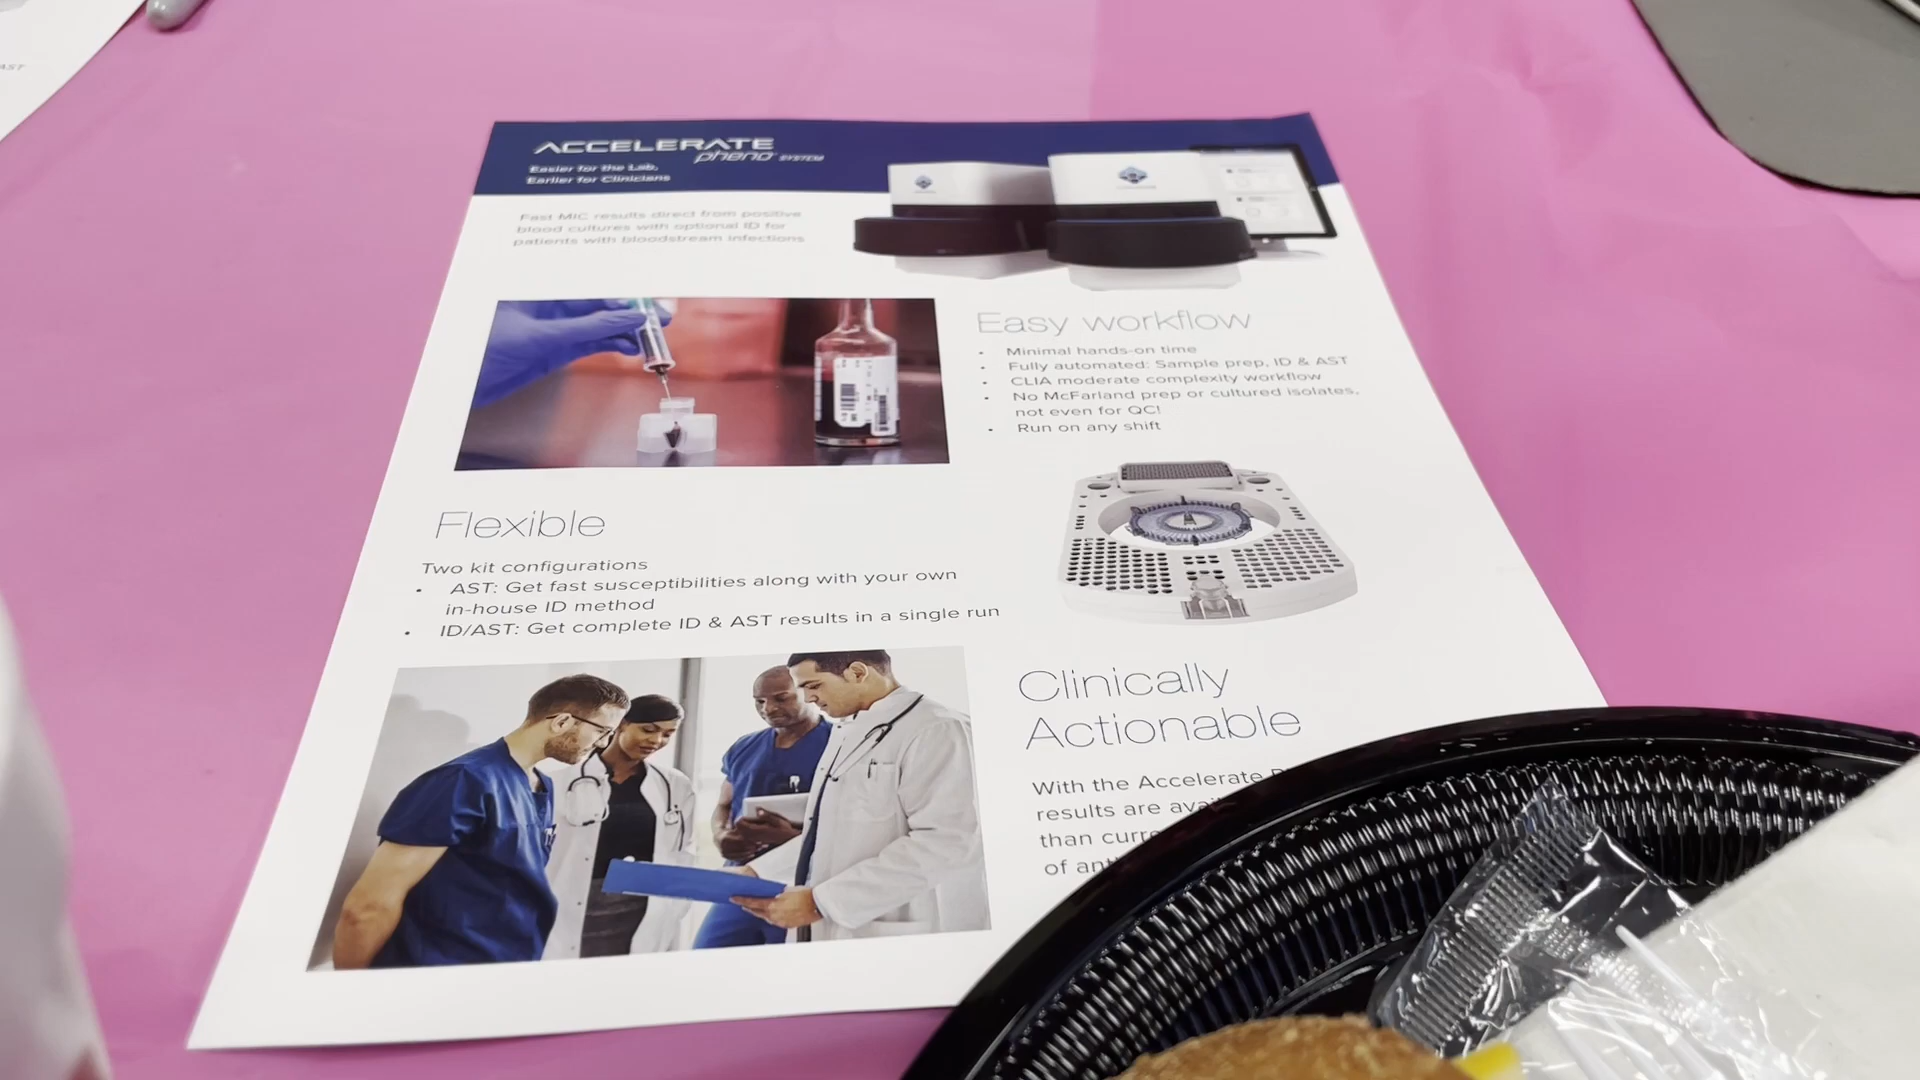 AST
ACCELERATE
pheno SYSTEM
Easier for the Lab,
Earlier for Clinicians
Fast MIC results direct from positive
blood cultures with optional ID for
patients with bloodstream infections
Easy workflow
• Minimal hands-on time
• Fully automated: Sample prep, ID & AST
• CLIA moderate complexity workflow
• No McFarland prep or cultured isolates,
not even for QC!
• Run on any shift
Flexible
Two kit configurations
• AST: Get fast susceptibilities along with your own
in-house ID method
• ID/AST: Get complete ID & AST results in a single run
Clinically
Actionable
With the Accelerate
results are
than
of